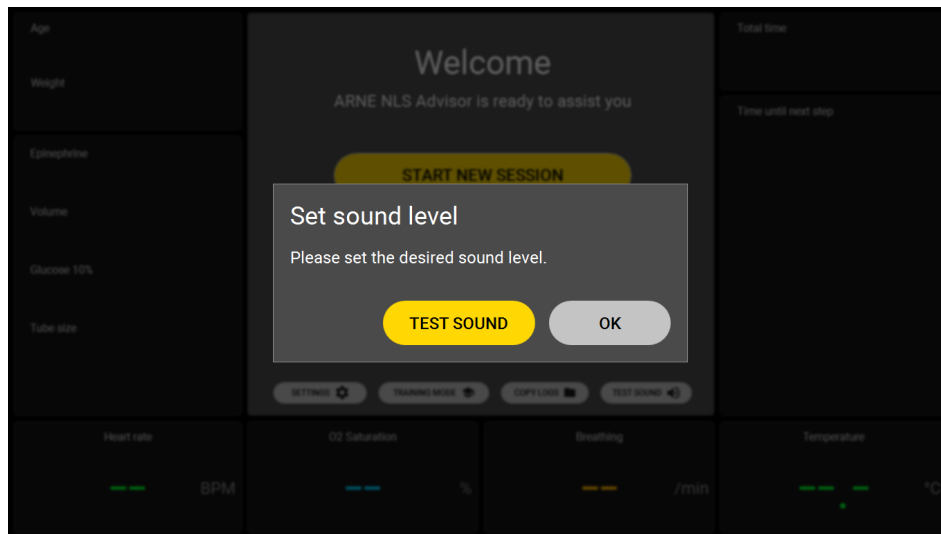 Age
Weight
Epinephrine
Volume
Glucose 10%
Tube size
Welcome
ARNE NLS Advisor is ready to assist you
START NEW SESSION
Set sound level
Please set the desired sound level.
TEST SOUND
OK
SETTINGS
TRAINING MODE
COPY LOGS
TEST SOUND
Total time
Time until next step
Heart rate
-- BPM
O2 Saturation
-- %
Breathing
-- /min
Temperature
--.- °C